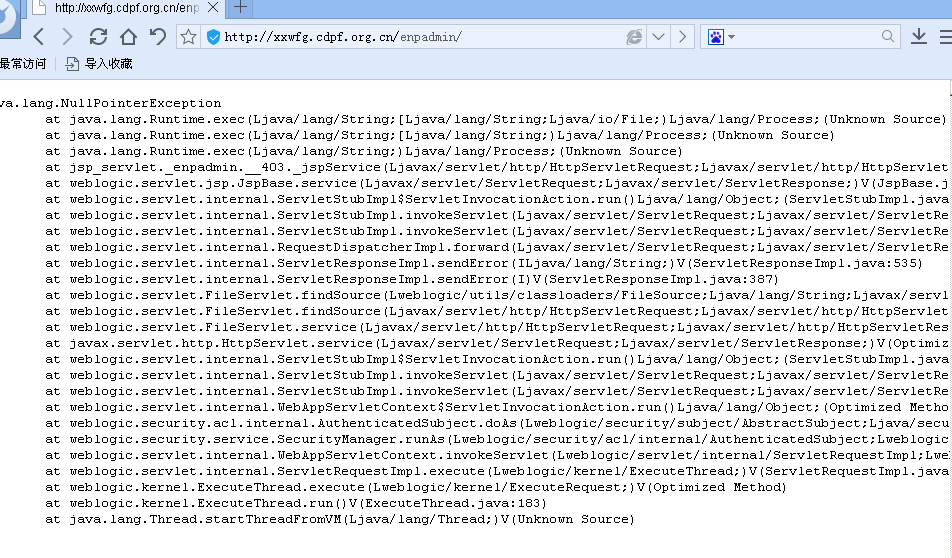 http://xxwfg.cdpf.org.cn/enp
http://xxwfg.cdpf.org.cn/enpadmin/
最常访问 导入收藏
va.lang.NullPointerException
at java.lang.Runtime.exec(Ljava/lang/String;[Ljava/lang/String;Ljava/io/File;)Ljava/lang/Process;(Unknown Source)
at java.lang.Runtime.exec(Ljava/lang/String;[Ljava/lang/String;)Ljava/lang/Process;(Unknown Source)
at java.lang.Runtime.exec(Ljava/lang/String;)Ljava/lang/Process;(Unknown Source)
at jsp_servlet._enpadmin.__403._jspService(Ljavax/servlet/http/HttpServletRequest;Ljavax/servlet/http/HttpServlet
at weblogic.servlet.jsp.JspBase.service(Ljavax/servlet/ServletRequest;Ljavax/servlet/ServletResponse;)V(JspBase.j
at weblogic.servlet.internal.ServletStubImpl$ServletInvocationAction.run()Ljava/lang/Object;(ServletStubImpl.java
at weblogic.servlet.internal.ServletStubImpl.invokeServlet(Ljavax/servlet/ServletRequest;Ljavax/servlet/ServletRe
at weblogic.servlet.internal.ServletStubImpl.invokeServlet(Ljavax/servlet/ServletRequest;Ljavax/servlet/ServletRe
at weblogic.servlet.internal.RequestDispatcherImpl.forward(Ljavax/servlet/ServletRequest;Ljavax/servlet/ServletRe
at weblogic.servlet.internal.ServletResponseImpl.sendError(ILjava/lang/String;)V(ServletResponseImpl.java:535)
at weblogic.servlet.internal.ServletResponseImpl.sendError(I)V(ServletResponseImpl.java:387)
at weblogic.servlet.FileServlet.findSource(Lweblogic/utils/classloaders/FileSource;Ljava/lang/String;Ljavax/servl
at weblogic.servlet.FileServlet.findSource(Ljavax/servlet/http/HttpServletRequest;Ljavax/servlet/http/HttpServlet
at weblogic.servlet.FileServlet.service(Ljavax/servlet/http/HttpServletRequest;Ljavax/servlet/http/HttpServletRes
at javax.servlet.http.HttpServlet.service(Ljavax/servlet/ServletRequest;Ljavax/servlet/ServletResponse;)V(Optimiz
at weblogic.servlet.internal.ServletStubImpl$ServletInvocationAction.run()Ljava/lang/Object;(ServletStubImpl.java
at weblogic.servlet.internal.ServletStubImpl.invokeServlet(Ljavax/servlet/ServletRequest;Ljavax/servlet/ServletRe
at weblogic.servlet.internal.ServletStubImpl.invokeServlet(Ljavax/servlet/ServletRequest;Ljavax/servlet/ServletRe
at weblogic.servlet.internal.WebAppServletContext$ServletInvocationAction.run()Ljava/lang/Object;(Optimized Metho
at weblogic.security.acl.internal.AuthenticatedSubject.doAs(Lweblogic/security/subject/AbstractSubject;Ljava/secu
at weblogic.security.service.SecurityManager.runAs(Lweblogic/security/acl/internal/AuthenticatedSubject;Lweblogic
at weblogic.servlet.internal.WebAppServletContext.invokeServlet(Lweblogic/servlet/internal/ServletRequestImpl;Lwe
at weblogic.servlet.internal.ServletRequestImpl.execute(Lweblogic/kernel/ExecuteThread;)V(ServletRequestImpl.java
at weblogic.kernel.ExecuteThread.execute(Lweblogic/kernel/ExecuteRequest;)V(Optimized Method)
at weblogic.kernel.ExecuteThread.run()V(ExecuteThread.java:183)
at java.lang.Thread.startThreadFromVM(Ljava/lang/Thread;)V(Unknown Source)